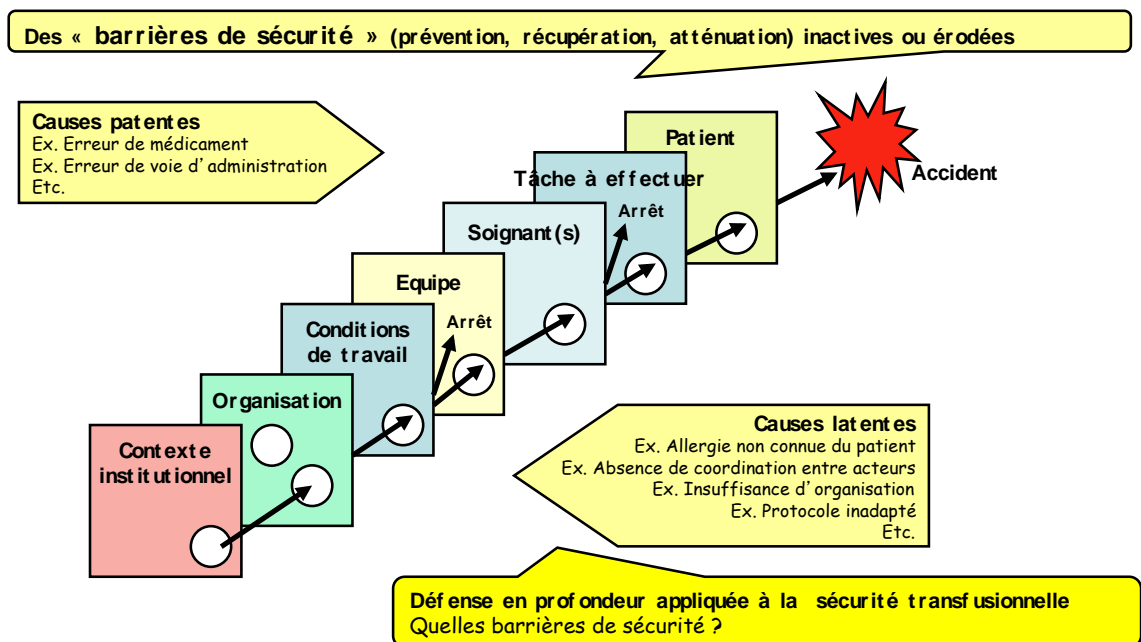 Des « barrières de sécurité » (prévention, récupération, atténuation) inactives ou érodées
Causes patentes
Ex. Erreur de médicament
Ex. Erreur de voie d’administration
Etc.
Patient
Accident
Tâche à effectuer
Arrêt
Soignant(s)
Equipe
Arrêt
Conditions
de travail
Organisation
Contexte
institutionnel
Causes latentes
Ex. Allergie non connue du patient
Ex. Absence de coordination entre acteurs
Ex. Insuffisance d’organisation
Ex. Protocole inadapté
Etc.
Défense en profondeur appliquée à la sécurité transfusionnelle
Quelles barrières de sécurité ?